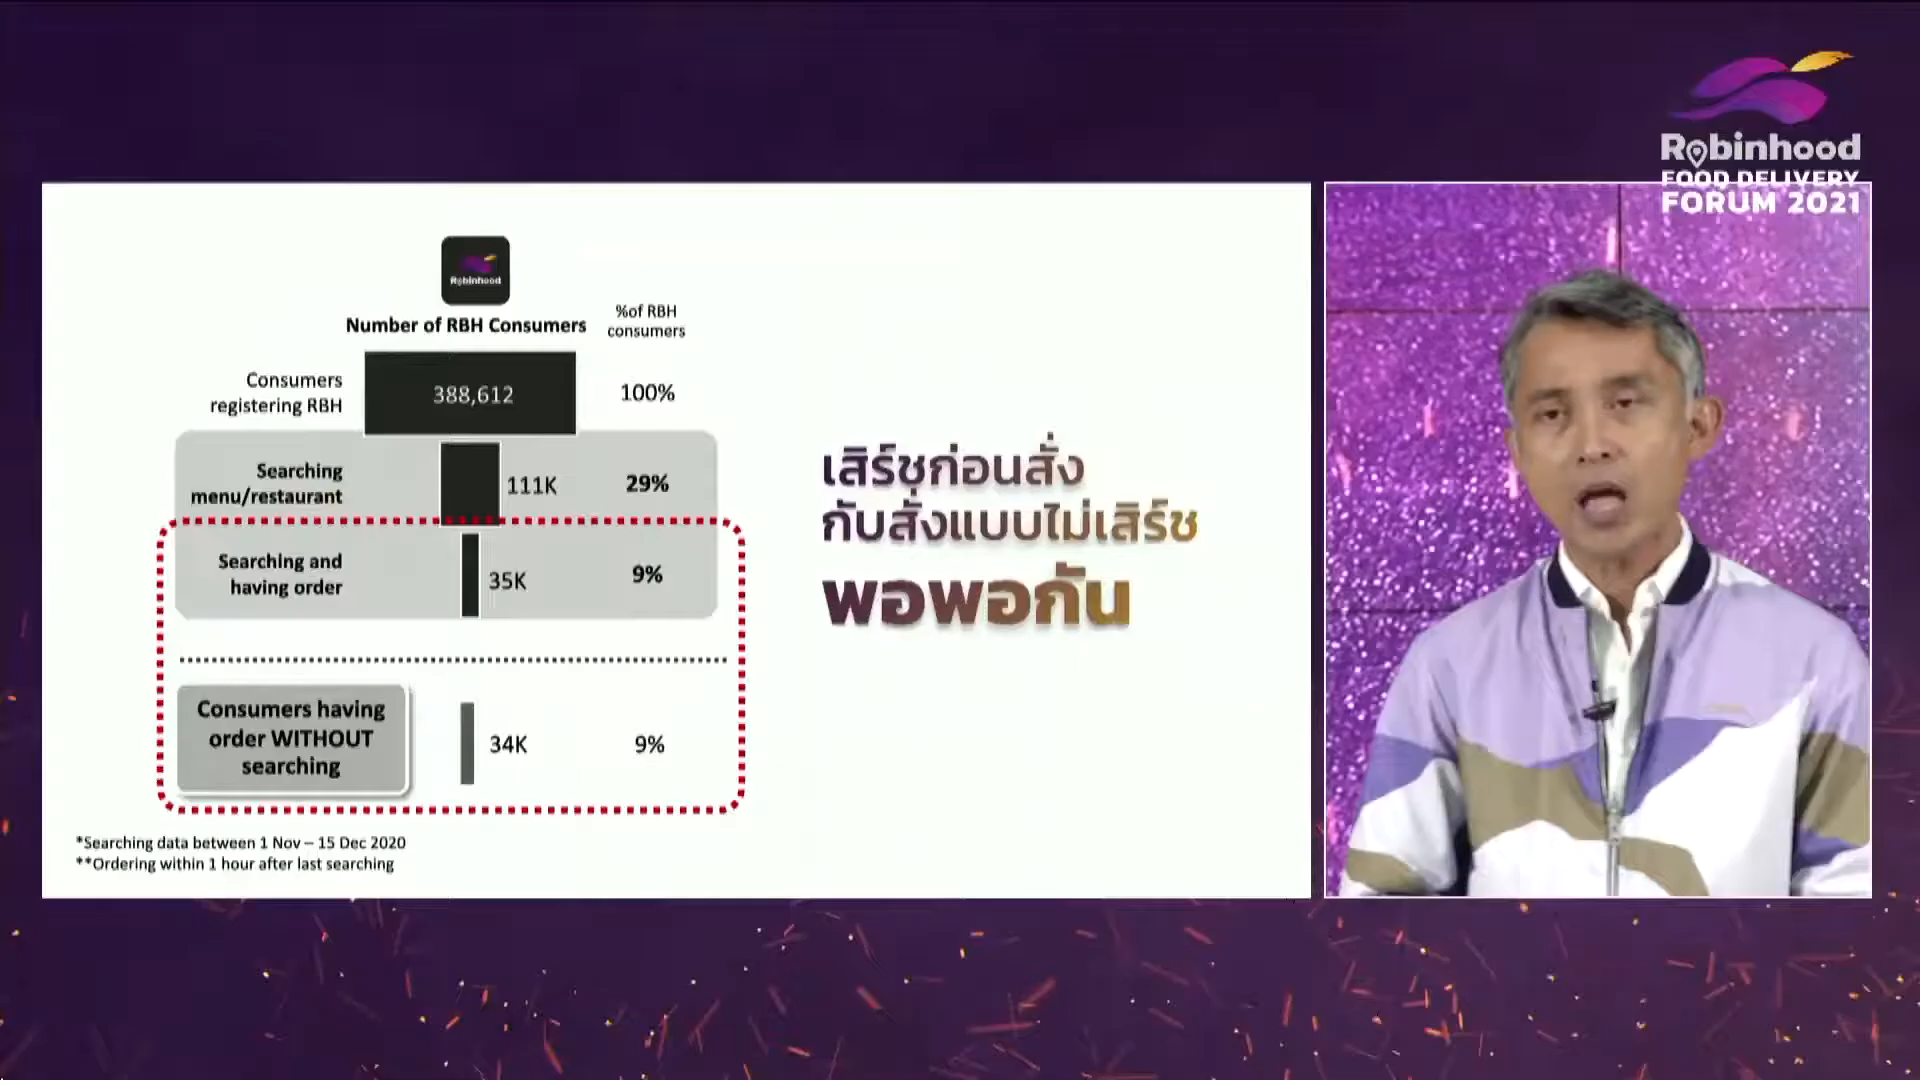 Robinhood
FOOD DELIVERY
FORUM 2021
Robinhood
Number of RBH Consumers
%of RBH
consumers
Consumers
registering RBH
388,612
100%
Searching
menu/restaurant
111K
29%
Searching and
having order
35K
9%
Consumers having
order WITHOUT
searching
34K
9%
*Searching data between 1 Nov – 15 Dec 2020
**Ordering within 1 hour after last searching
เสิร์ชก่อนสั่ง
กับสั่งแบบไม่เสิร์ช
พอพอกัน